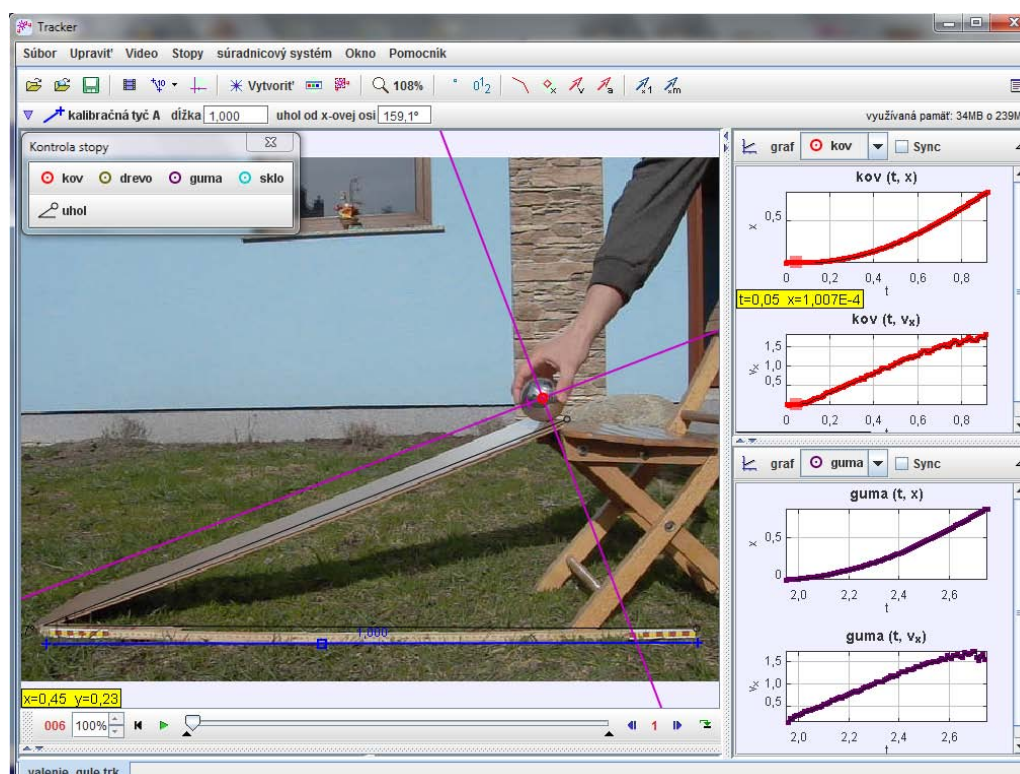 Tracker
Súbor Upraviť Video Stopy súradnicový systém Okno Pomocník
Vytvoriť 108%
kalibračná tyč A dĺžka 1,000 uhol od x-ovej osi 159,1° využívaná pamäť: 34MB o 239M
Kontrola stopy
kov drevo guma sklo
uhol
1,000
x=0,45 y=0,23
006 100% 1
graf kov Sync
kov (t, x)
0,5
x
0 0,2 0,4 0,6 0,8
t
t=0,05 x=1,007E-4
kov (t, vx)
1,5
1,0
0,5
vx
0 0,2 0,4 0,6 0,8
t
graf guma Sync
guma (t, x)
0,5
0
x
2,0 2,2 2,4 2,6
t
guma (t, vx)
1,5
1,0
0,5
vx
2,0 2,2 2,4 2,6
t
valenie_gule.trk